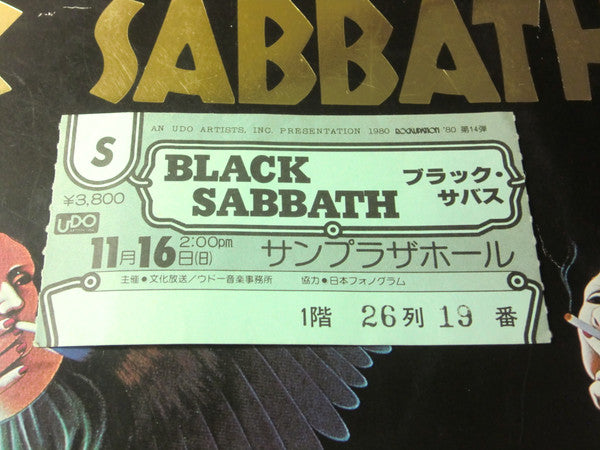 K SABBATH
S
AN UDO ARTISTS, INC. PRESENTATION 1980 ROCKUPATION '80 第14弾
BLACK SABBATH
ブラック・サバス
¥3,800
UDO
11月16日(日) 2:00pm サンプラザホール
主催●文化放送/ウドー音楽事務所 協力●日本フォノグラム
1階 26列 19番